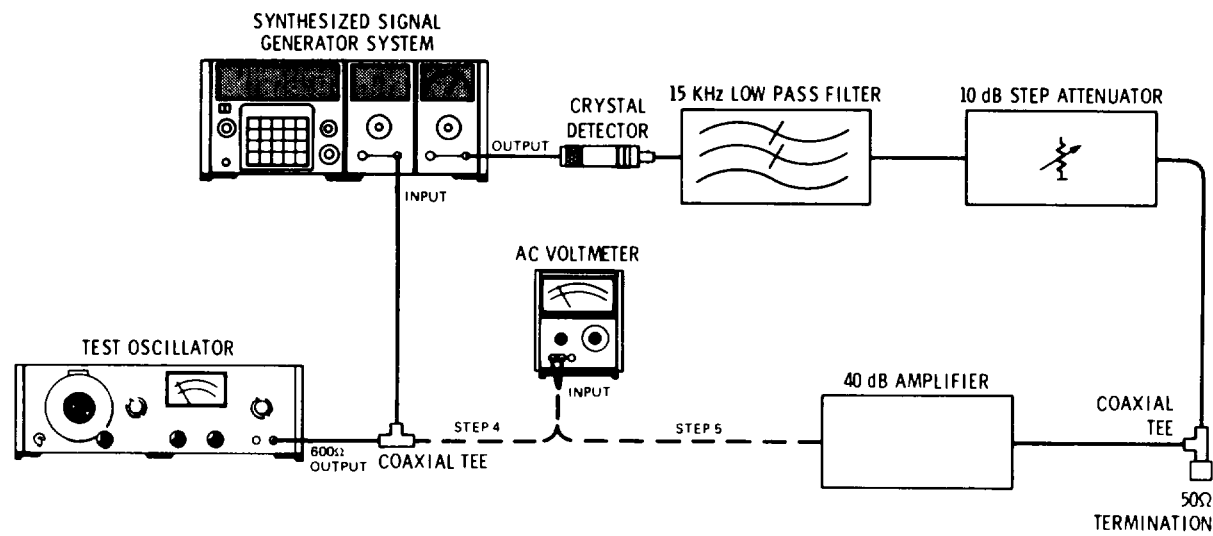 SYNTHESIZED SIGNAL
GENERATOR SYSTEM
CRYSTAL
DETECTOR
15 KHz LOW PASS FILTER
10 dB STEP ATTENUATOR
OUTPUT
INPUT
AC VOLTMETER
INPUT
TEST OSCILLATOR
600Ω
OUTPUT
COAXIAL TEE
STEP 4
STEP 5
40 dB AMPLIFIER
COAXIAL
TEE
50Ω
TERMINATION